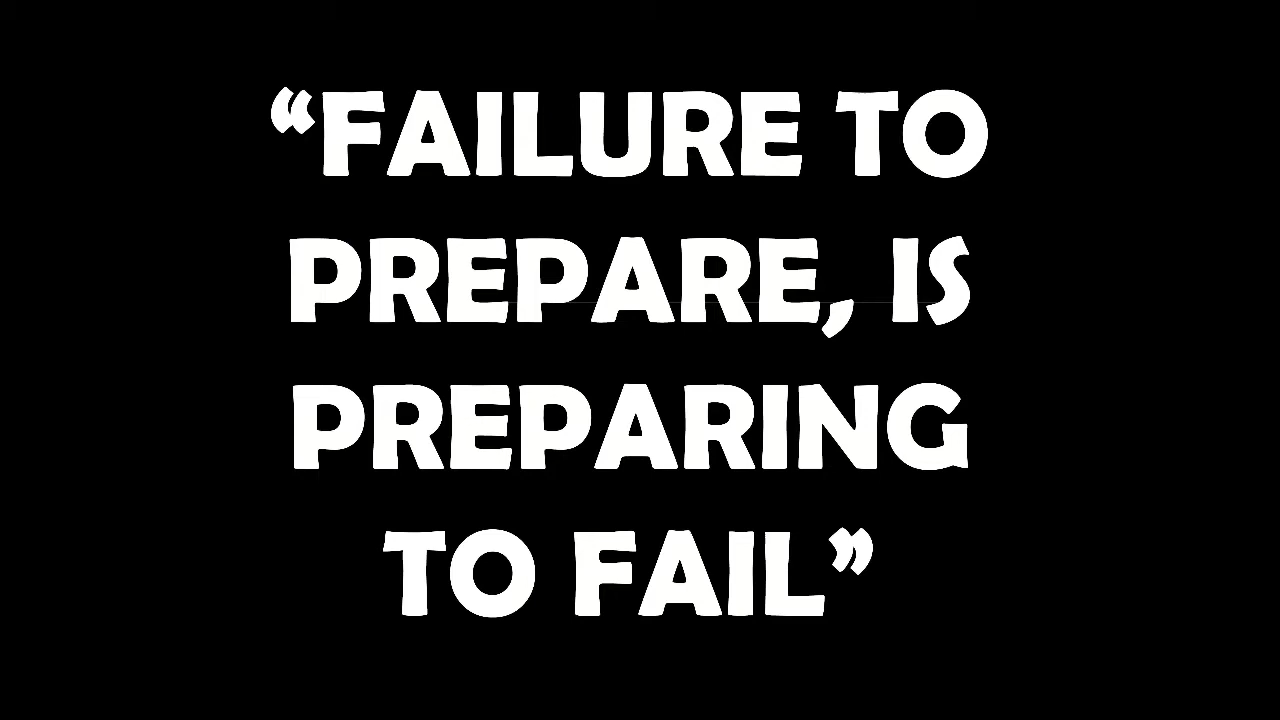 “FAILURE TO
PREPARE, IS
PREPARING
TO FAIL”